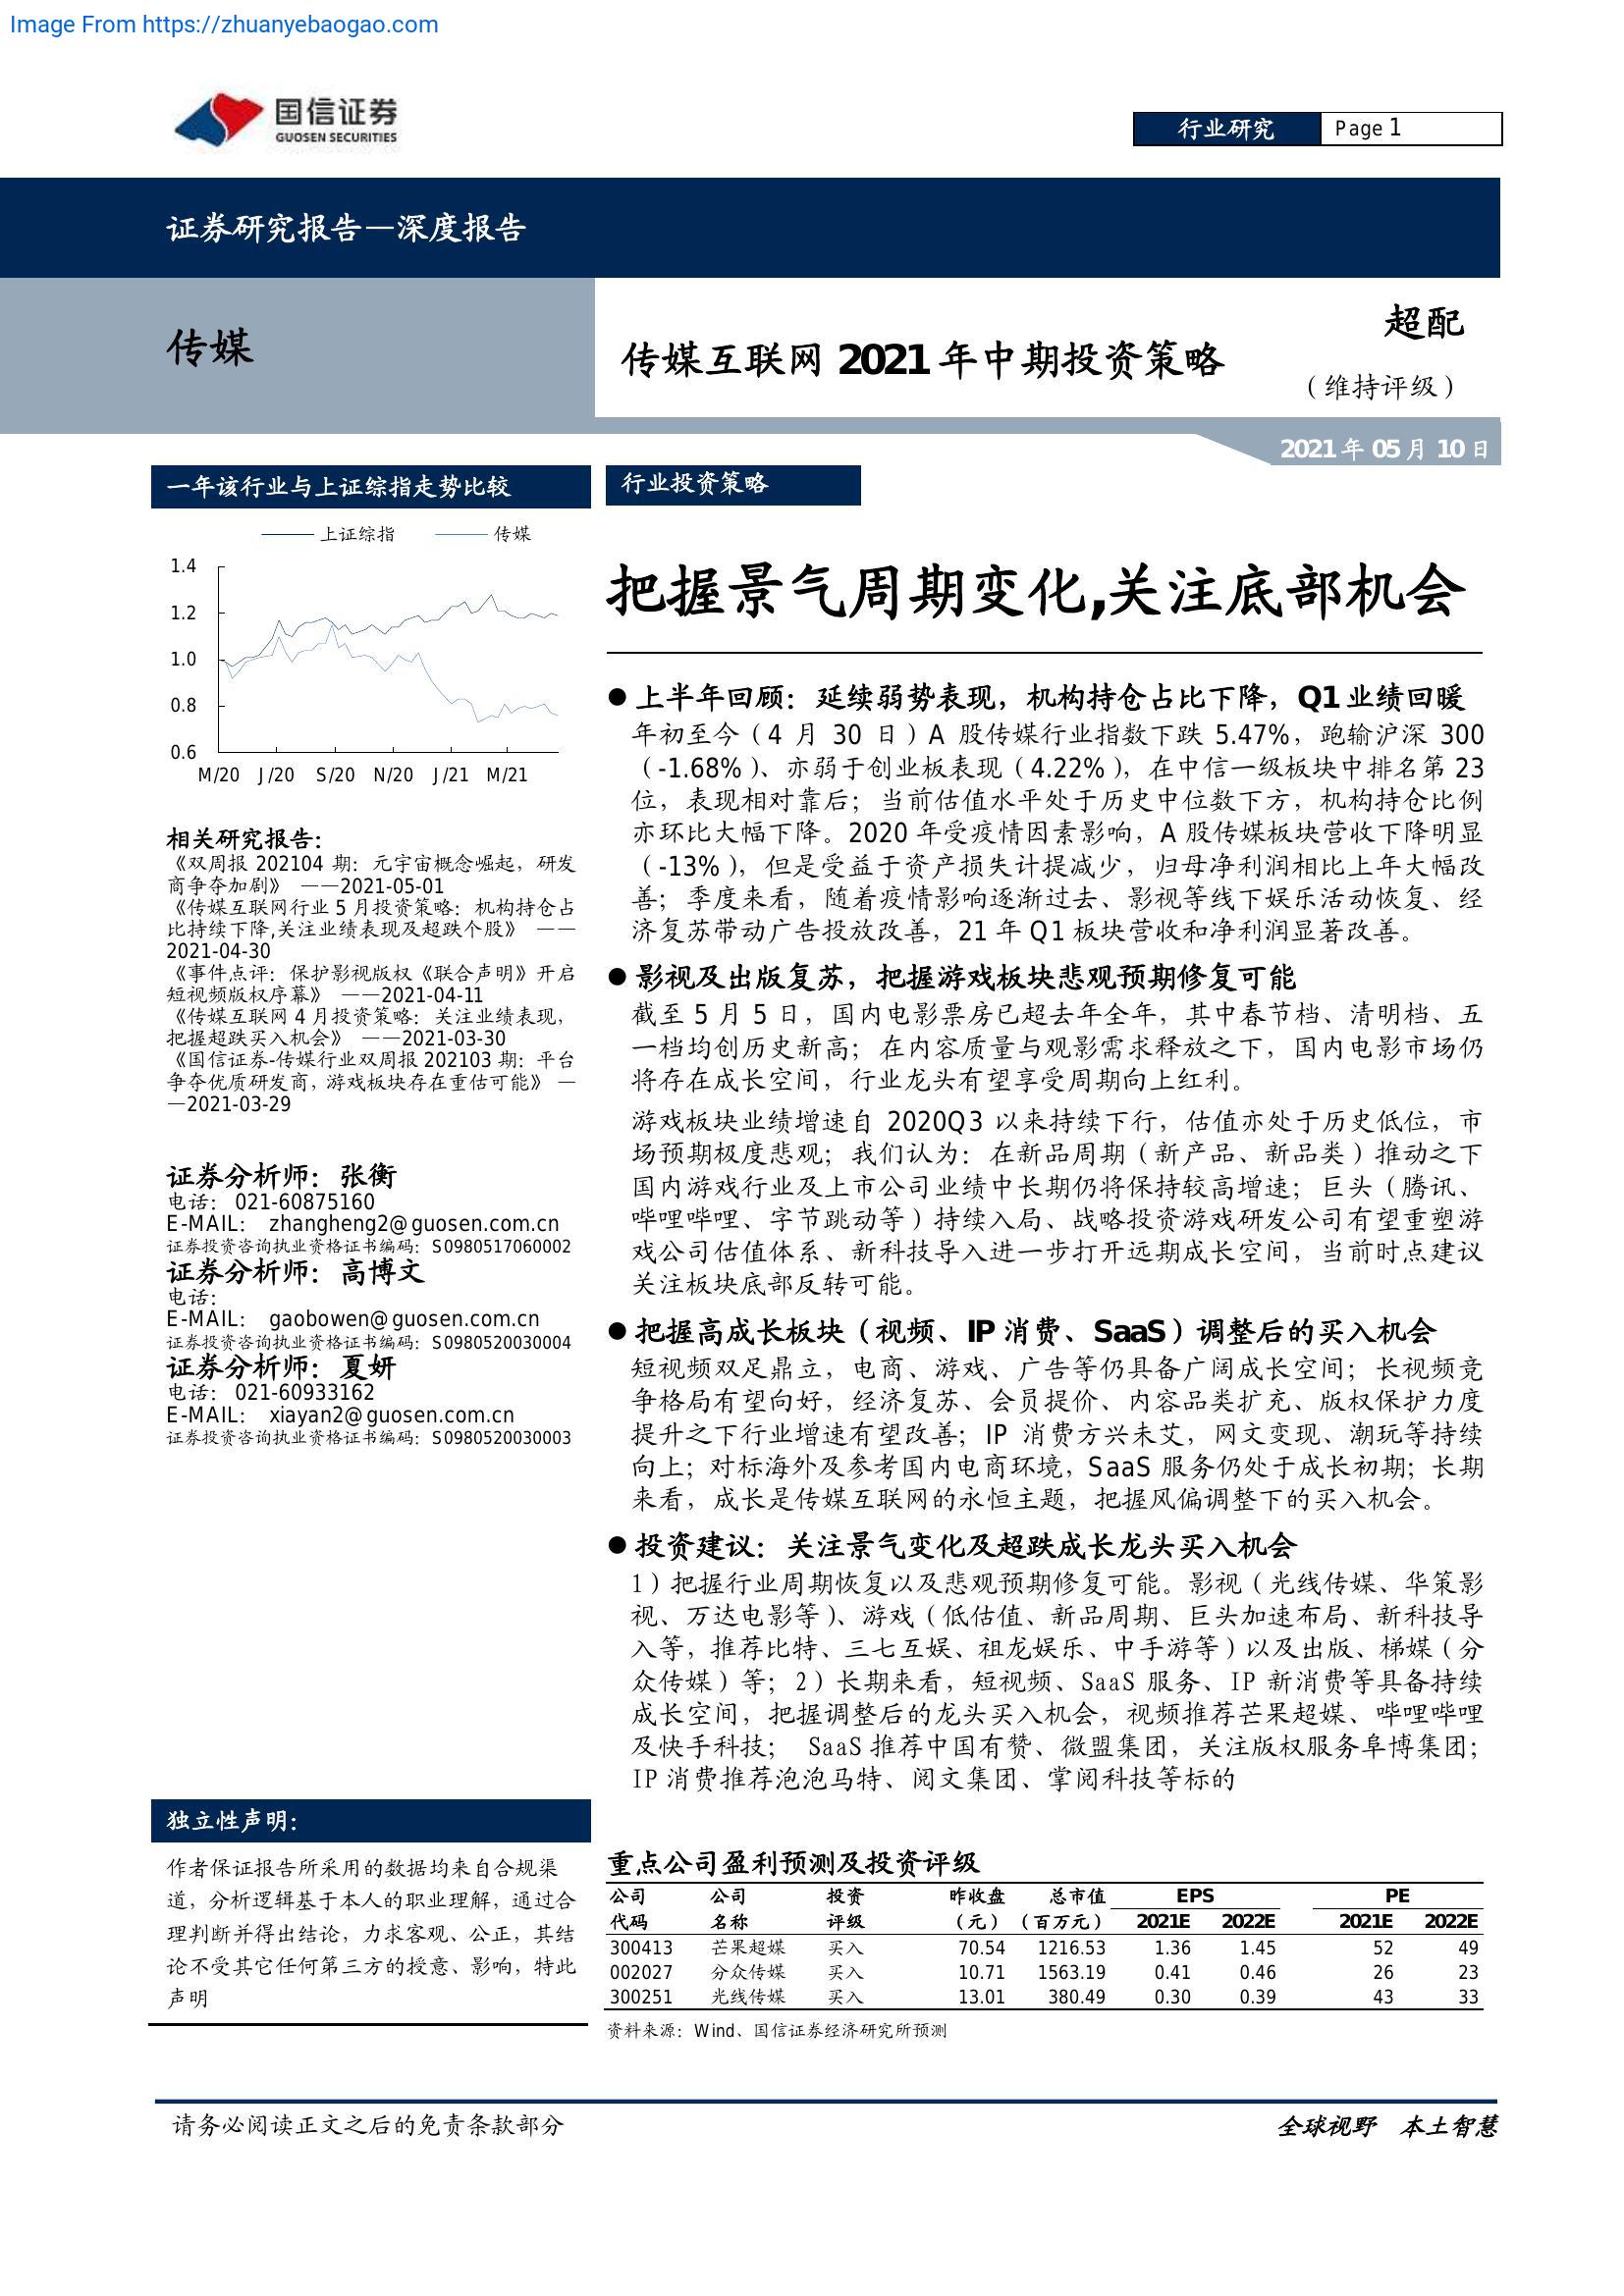 Image From https://zhuanyebaogao.com
国信证券
GUOSEN SECURITIES
行业研究 Page 1
证券研究报告—深度报告
传媒
传媒互联网 2021 年中期投资策略
超配
（维持评级）
2021 年 05 月 10 日
一年该行业与上证综指走势比较
上证综指 传媒
1.4
1.2
1.0
0.8
0.6
M/20 J/20 S/20 N/20 J/21 M/21
相关研究报告：
《双周报 202104 期：元宇宙概念崛起，研发
商争夺加剧》 ——2021-05-01
《传媒互联网行业 5 月投资策略：机构持仓占
比持续下降,关注业绩表现及超跌个股》 ——
2021-04-30
《事件点评：保护影视版权《联合声明》开启
短视频版权序幕》 ——2021-04-11
《传媒互联网 4 月投资策略：关注业绩表现，
把握超跌买入机会》 ——2021-03-30
《国信证券-传媒行业双周报 202103 期：平台
争夺优质研发商，游戏板块存在重估可能》 —
—2021-03-29
证券分析师：张衡
电话： 021-60875160
E-MAIL： zhangheng2@guosen.com.cn
证券投资咨询执业资格证书编码：S0980517060002
证券分析师：高博文
电话：
E-MAIL： gaobowen@guosen.com.cn
证券投资咨询执业资格证书编码：S0980520030004
证券分析师：夏妍
电话： 021-60933162
E-MAIL： xiayan2@guosen.com.cn
证券投资咨询执业资格证书编码：S0980520030003
独立性声明：
作者保证报告所采用的数据均来自合规渠
道，分析逻辑基于本人的职业理解，通过合
理判断并得出结论，力求客观、公正，其结
论不受其它任何第三方的授意、影响，特此
声明
行业投资策略
把握景气周期变化,关注底部机会
● 上半年回顾：延续弱势表现，机构持仓占比下降，Q1 业绩回暖
年初至今（4 月 30 日）A 股传媒行业指数下跌 5.47%，跑输沪深 300
（-1.68%）、亦弱于创业板表现（4.22%），在中信一级板块中排名第 23
位，表现相对靠后；当前估值水平处于历史中位数下方，机构持仓比例
亦环比大幅下降。2020 年受疫情因素影响，A 股传媒板块营收下降明显
（-13%），但是受益于资产损失计提减少，归母净利润相比上年大幅改
善；季度来看，随着疫情影响逐渐过去、影视等线下娱乐活动恢复、经
济复苏带动广告投放改善，21 年 Q1 板块营收和净利润显著改善。
● 影视及出版复苏，把握游戏板块悲观预期修复可能
截至 5 月 5 日，国内电影票房已超去年全年，其中春节档、清明档、五
一档均创历史新高；在内容质量与观影需求释放之下，国内电影市场仍
将存在成长空间，行业龙头有望享受周期向上红利。
游戏板块业绩增速自 2020Q3 以来持续下行，估值亦处于历史低位，市
场预期极度悲观；我们认为：在新品周期（新产品、新品类）推动之下
国内游戏行业及上市公司业绩中长期仍将保持较高增速；巨头（腾讯、
哔哩哔哩、字节跳动等）持续入局、战略投资游戏研发公司有望重塑游
戏公司估值体系、新科技导入进一步打开远期成长空间，当前时点建议
关注板块底部反转可能。
● 把握高成长板块（视频、IP 消费、SaaS）调整后的买入机会
短视频双足鼎立，电商、游戏、广告等仍具备广阔成长空间；长视频竞
争格局有望向好，经济复苏、会员提价、内容品类扩充、版权保护力度
提升之下行业增速有望改善；IP 消费方兴未艾，网文变现、潮玩等持续
向上；对标海外及参考国内电商环境，SaaS 服务仍处于成长初期；长期
来看，成长是传媒互联网的永恒主题，把握风偏调整下的买入机会。
● 投资建议：关注景气变化及超跌成长龙头买入机会
1）把握行业周期恢复以及悲观预期修复可能。影视（光线传媒、华策影
视、万达电影等）、游戏（低估值、新品周期、巨头加速布局、新科技导
入等，推荐比特、三七互娱、祖龙娱乐、中手游等）以及出版、梯媒（分
众传媒）等；2）长期来看，短视频、SaaS 服务、IP 新消费等具备持续
成长空间，把握调整后的龙头买入机会，视频推荐芒果超媒、哔哩哔哩
及快手科技； SaaS 推荐中国有赞、微盟集团，关注版权服务阜博集团；
IP 消费推荐泡泡马特、阅文集团、掌阅科技等标的
重点公司盈利预测及投资评级
公司 公司 投资 昨收盘 总市值 EPS PE
代码 名称 评级 （元） （百万元） 2021E 2022E 2021E 2022E
300413 芒果超媒 买入 70.54 1216.53 1.36 1.45 52 49
002027 分众传媒 买入 10.71 1563.19 0.41 0.46 26 23
300251 光线传媒 买入 13.01 380.49 0.30 0.39 43 33
资料来源：Wind、国信证券经济研究所预测
请务必阅读正文之后的免责条款部分 全球视野 本土智慧